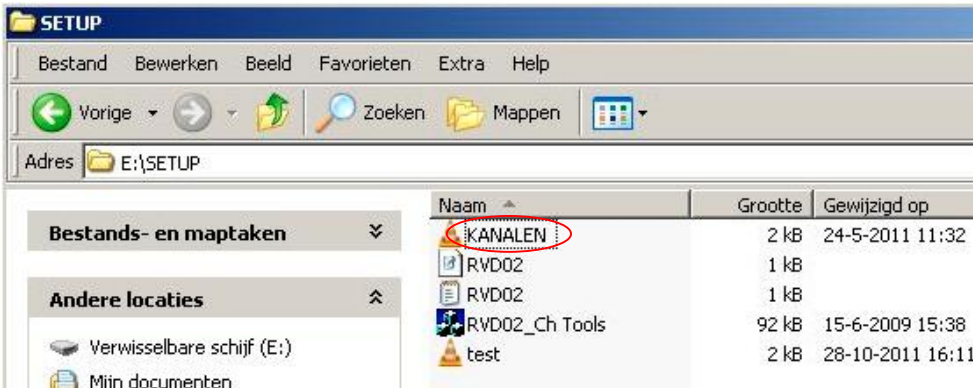 SETUP
Bestand Bewerken Beeld Favorieten Extra Help
Vorige Zoeken Mappen
Adres E:\SETUP
Naam Grootte Gewijzigd op
Bestands- en maptaken
KANALEN 2 kB 24-5-2011 11:32
RVD02 1 kB
Andere locaties
RVD02 1 kB
RVD02_Ch Tools 92 kB 15-6-2009 15:38
Verwisselbare schijf (E:)
test 2 kB 28-10-2011 16:11
Mijn documenten